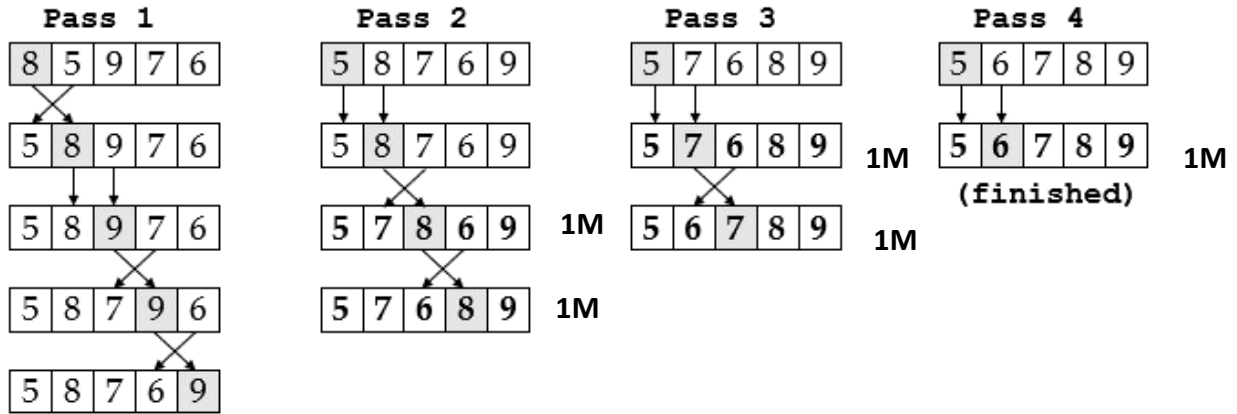 Pass 1 Pass 2 Pass 3 Pass 4
8 5 9 7 6 5 8 7 6 9 5 7 6 8 9 5 6 7 8 9
5 8 9 7 6 5 8 7 6 9 5 7 6 8 9 1M 5 6 7 8 9 1M
(finished)
5 8 9 7 6 5 7 8 6 9 1M 5 6 7 8 9 1M
5 8 7 9 6 5 7 6 8 9 1M
5 8 7 6 9